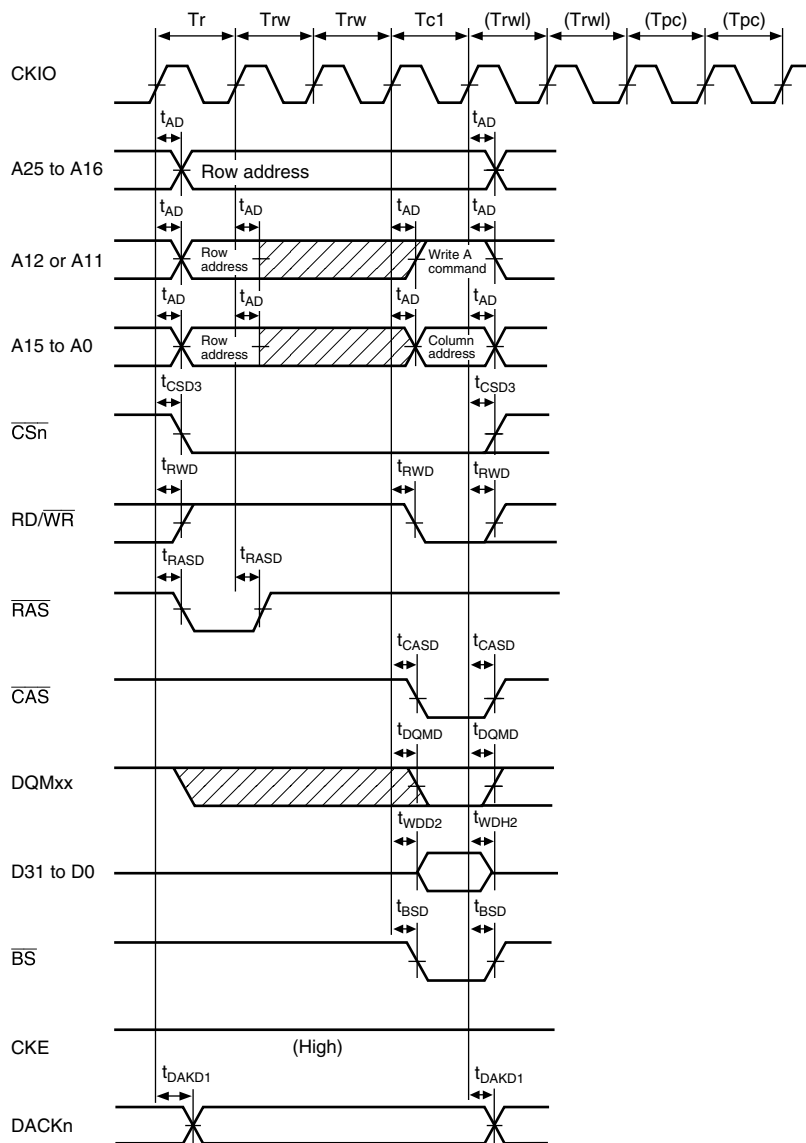 Tr Trw Trw Tc1 (Trwl) (Trwl) (Tpc) (Tpc)
CKIO
tAD tAD
A25 to A16 Row address
tAD tAD tAD tAD
A12 or A11 Row address Write A command
tAD tAD tAD tAD
A15 to A0 Row address Column address
tCSD3 tCSD3
CSn
tRWD tRWD tRWD
RD/WR
tRASD tRASD
RAS
tCASD tCASD
CAS
tDQMD tDQMD
DQMxx
tWDD2 tWDH2
D31 to D0
tBSD tBSD
BS
CKE (High)
tDAKD1 tDAKD1
DACKn